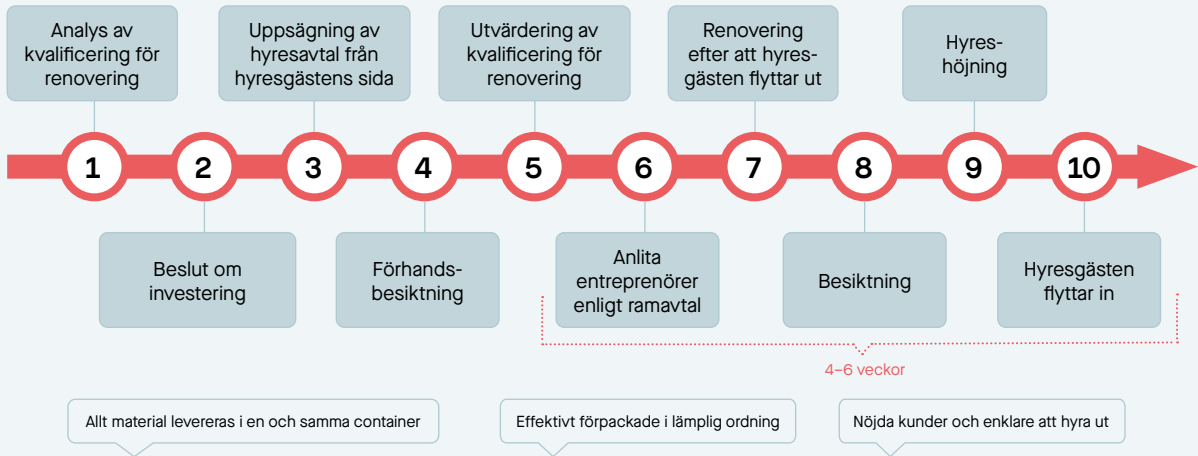 Analys av
kvalificering för
renovering
Uppsägning av
hyresavtal från
hyresgästens sida
Utvärdering av
kvalificering för
renovering
Renovering
efter att hyres-
gästen flyttar ut
Hyres-
höjning
1
2
3
4
5
6
7
8
9
10
Beslut om
investering
Förhands-
besiktning
Anlita
entreprenörer
enligt ramavtal
Besiktning
Hyresgästen
flyttar in
4–6 veckor
Allt material levereras i en och samma container
Effektivt förpackade i lämplig ordning
Nöjda kunder och enklare att hyra ut